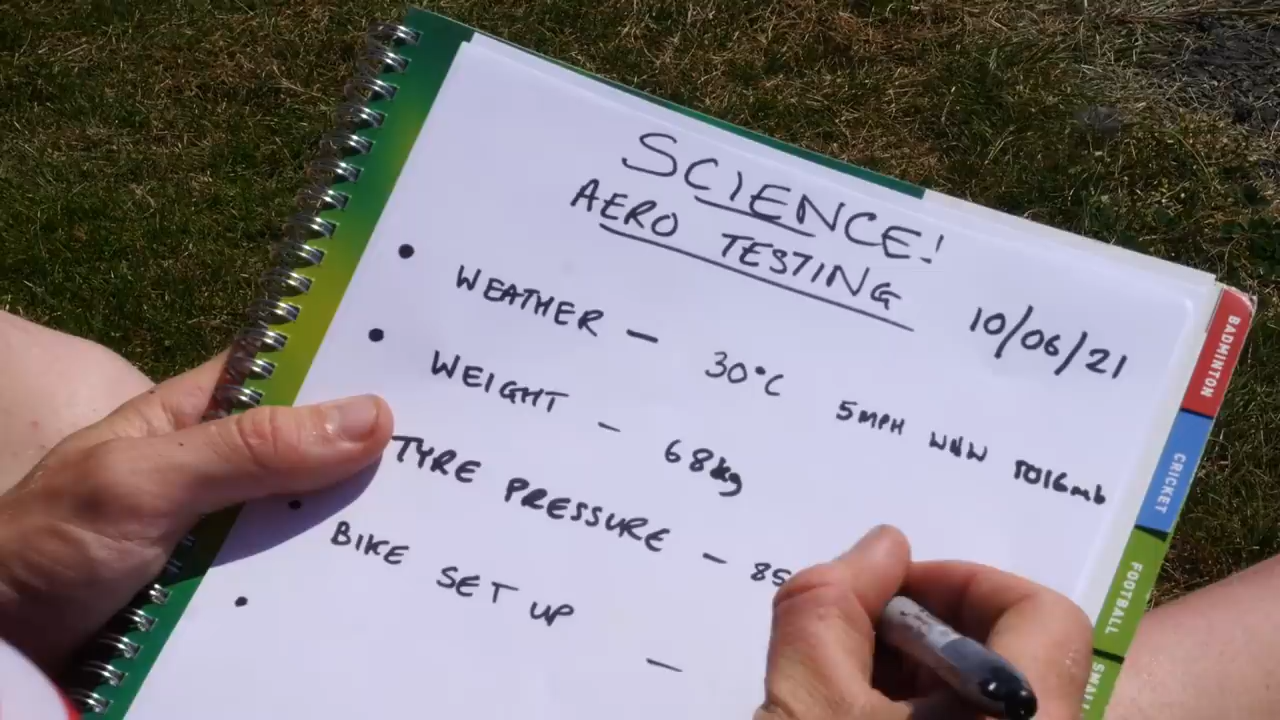 SCIENCE!
AERO TESTING
10/06/21
• WEATHER – 30°C 5MPH WNW 1016mb
• WEIGHT – 68kg
TYRE PRESSURE – 85
• BIKE SET UP –
•
BADMINTON
CRICKET
FOOTBALL
SMALL